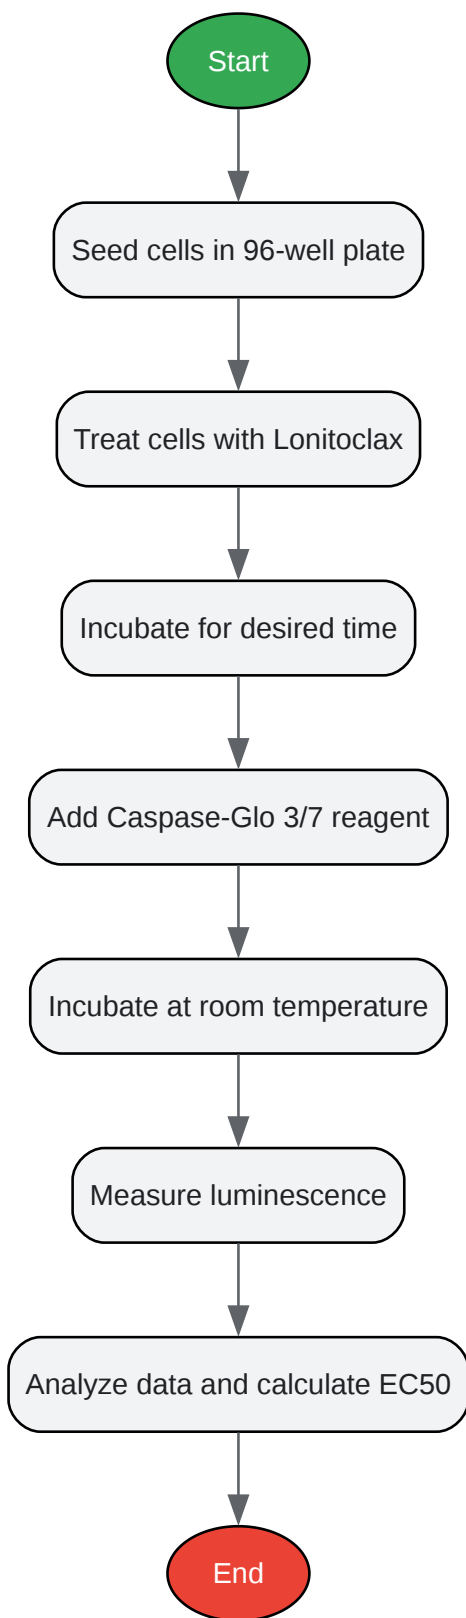 Start
Seed cells in 96-well plate
Treat cells with Lonitoclax
Incubate for desired time
Add Caspase-Glo 3/7 reagent
Incubate at room temperature
Measure luminescence
Analyze data and calculate EC50
End